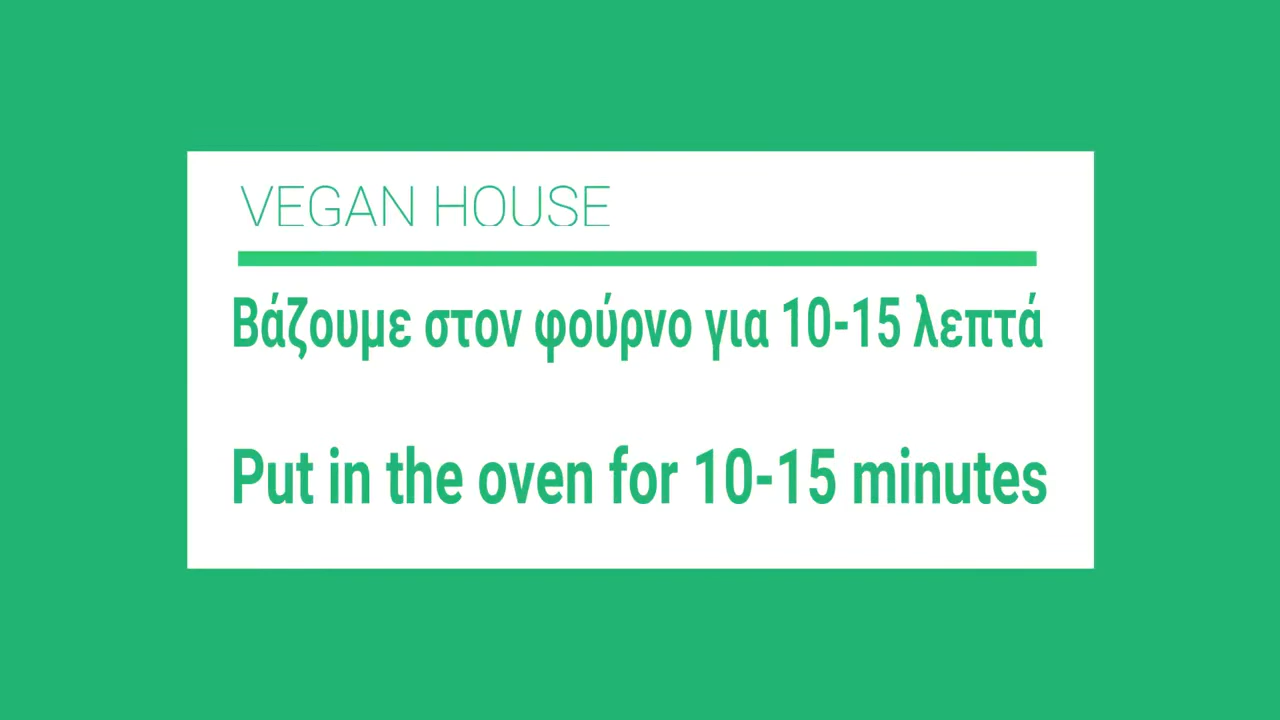 VEGAN HOUSE
Βάζουμε στον φούρνο για 10-15 λεπτά
Put in the oven for 10-15 minutes